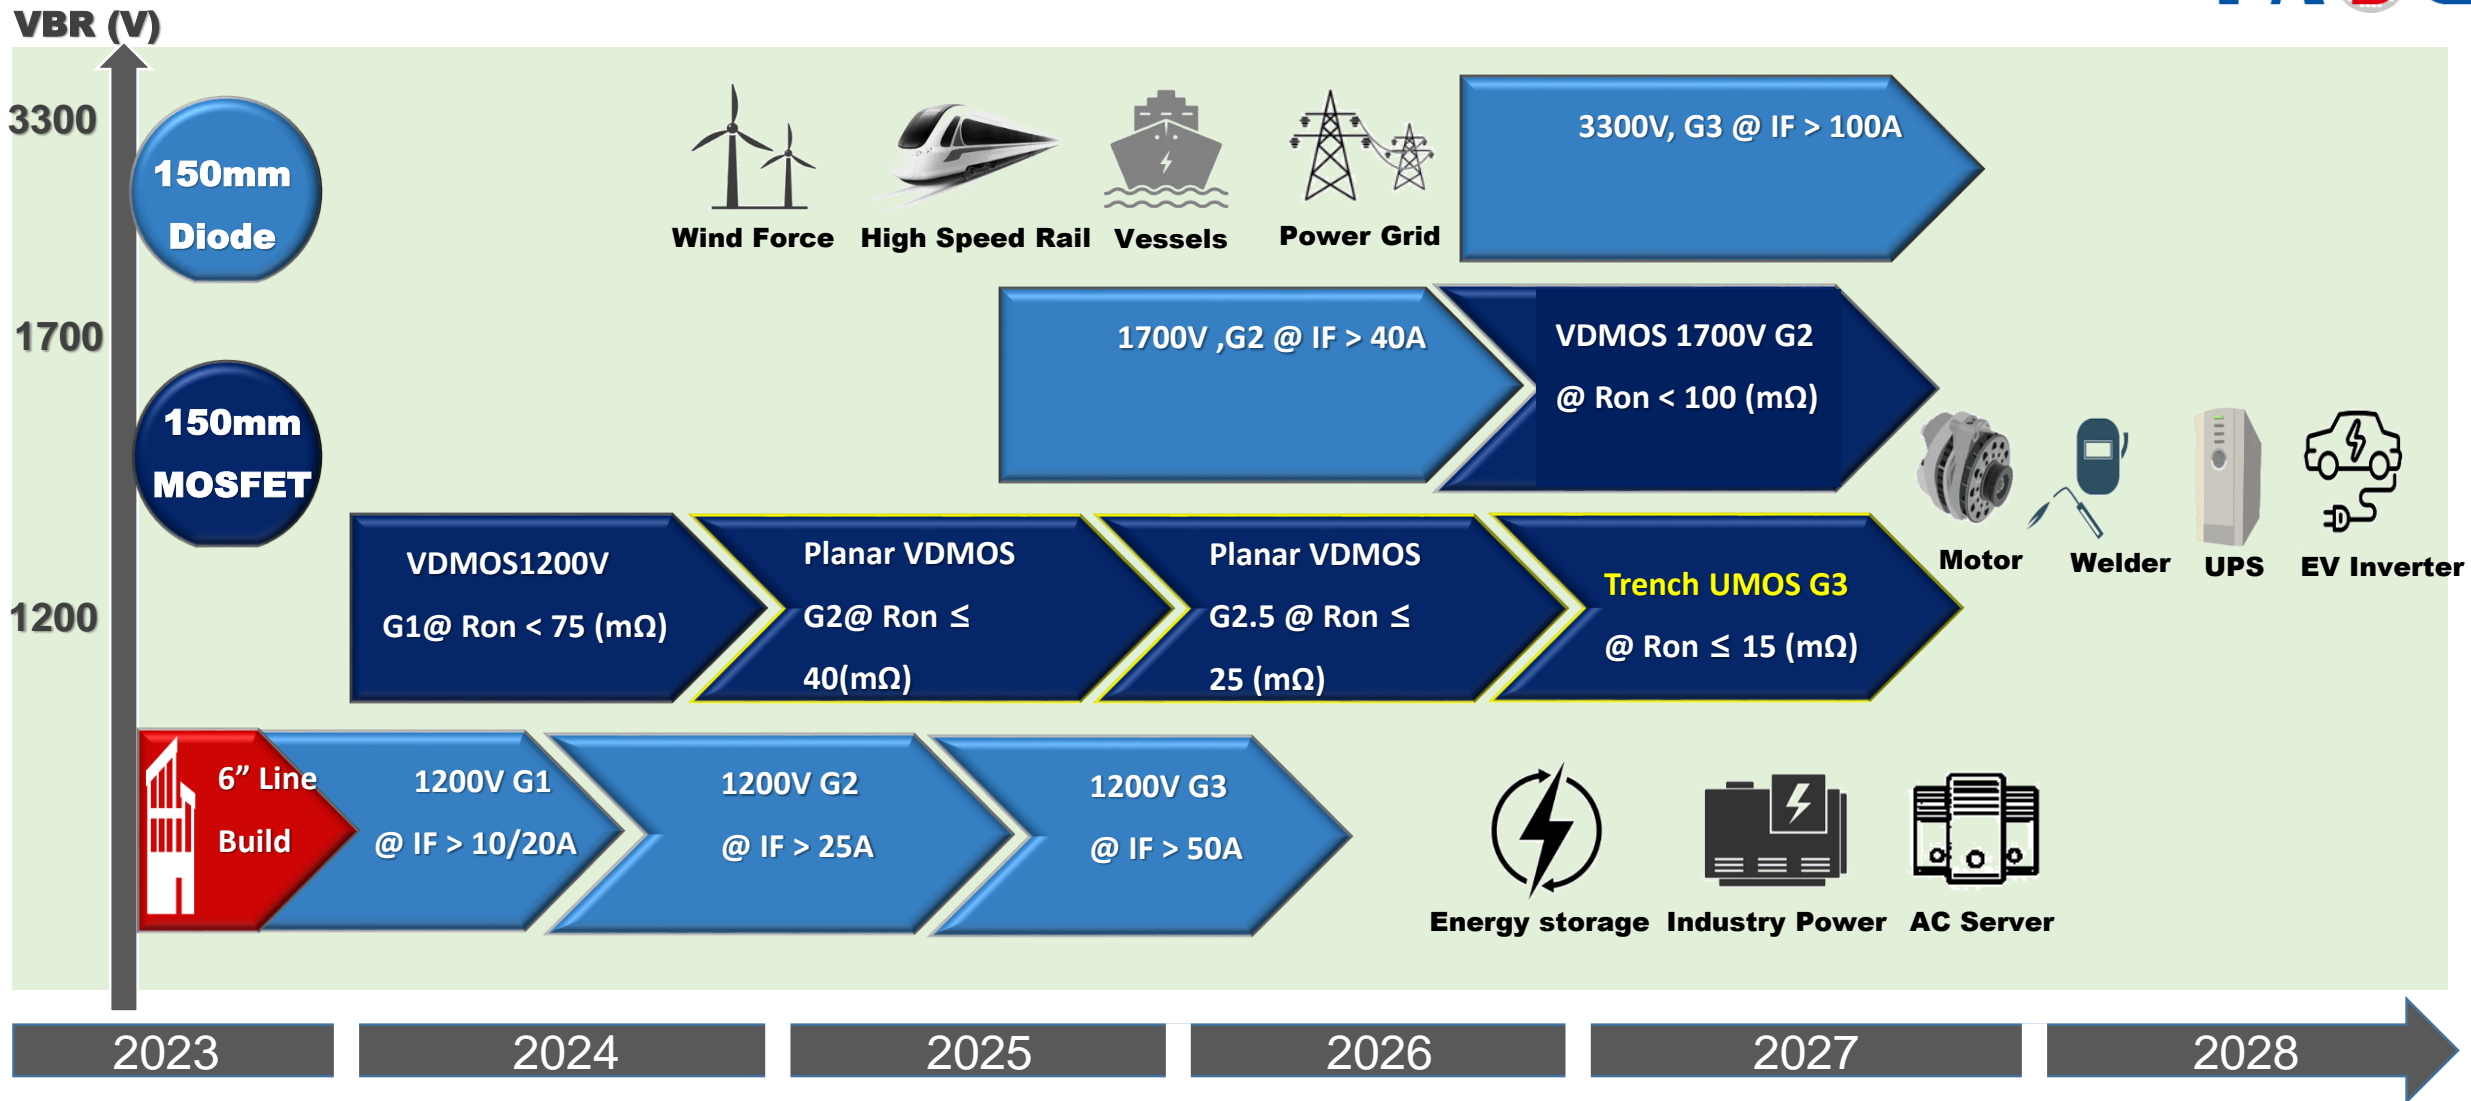 VBR (V)
3300
1700
1200
150mm
Diode
150mm
MOSFET
Wind Force
High Speed Rail
Vessels
Power Grid
3300V, G3 @ IF > 100A
1700V ,G2 @ IF > 40A
VDMOS 1700V G2
@ Ron < 100 (mΩ)
VDMOS1200V
G1@ Ron < 75 (mΩ)
Planar VDMOS
G2@ Ron ≤
40(mΩ)
Planar VDMOS
G2.5 @ Ron ≤
25 (mΩ)
Trench UMOS G3
@ Ron ≤ 15 (mΩ)
Motor
Welder
UPS
EV Inverter
6” Line
Build
1200V G1
@ IF > 10/20A
1200V G2
@ IF > 25A
1200V G3
@ IF > 50A
Energy storage
Industry Power
AC Server
2023
2024
2025
2026
2027
2028